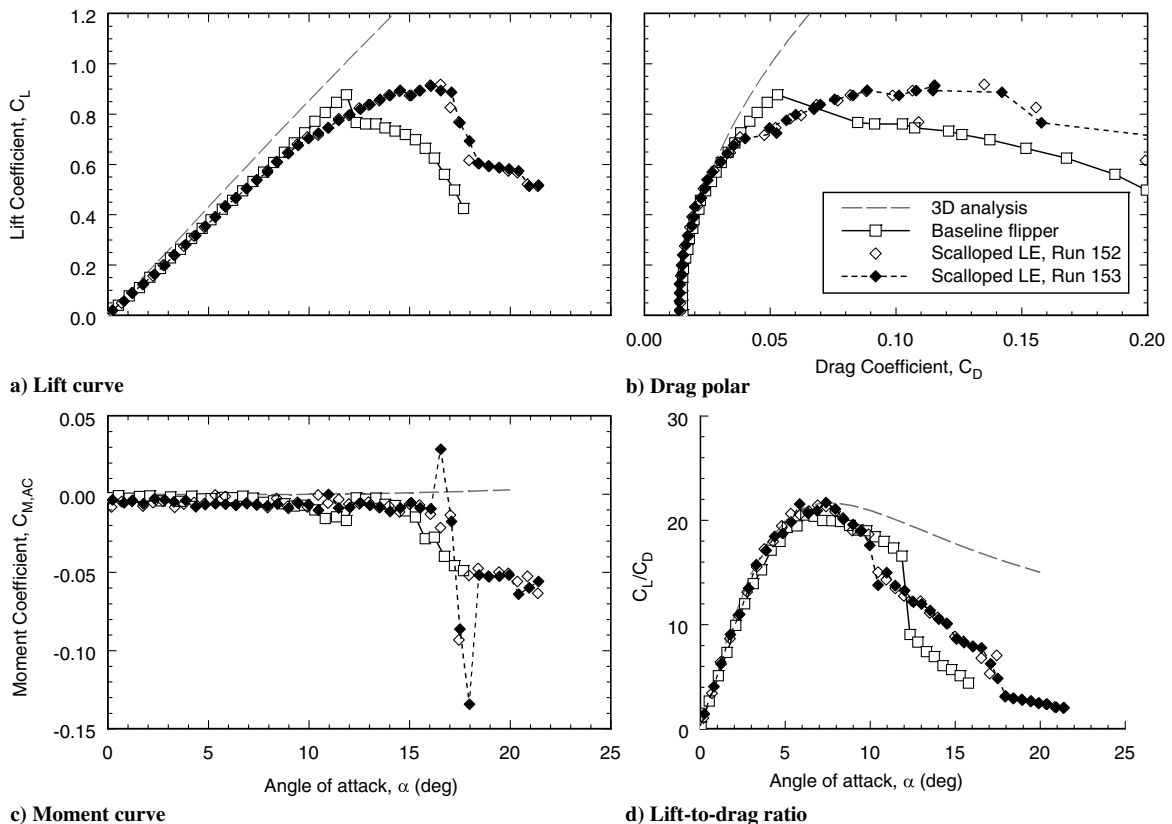 1.2
1.0
0.8
0.6
0.4
0.2
0.0
Lift Coefficient, C_L
a) Lift curve
3D analysis
Baseline flipper
Scalloped LE, Run 152
Scalloped LE, Run 153
0.00 0.05 0.10 0.15 0.20
Drag Coefficient, C_D
b) Drag polar
0.05
0.00
-0.05
-0.10
-0.15
Moment Coefficient, C_M,AC
0 5 10 15 20 25
Angle of attack, α (deg)
c) Moment curve
30
20
10
0
C_L/C_D
0 5 10 15 20 25
Angle of attack, α (deg)
d) Lift-to-drag ratio